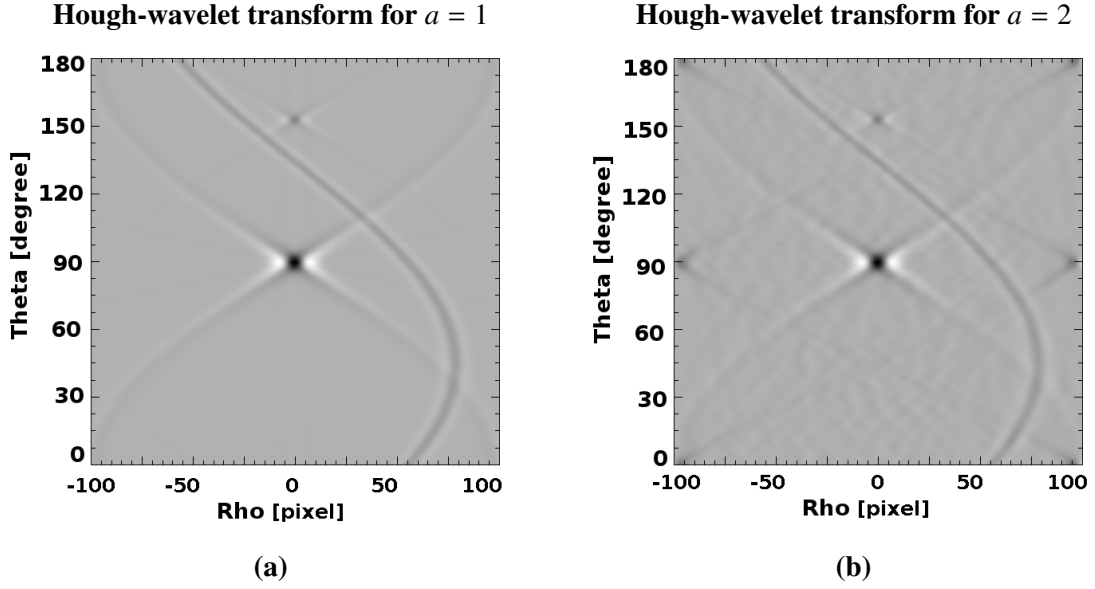 Hough-wavelet transform for a = 1
180
150
120
90
60
30
0
Theta [degree]
-100 -50 0 50 100
Rho [pixel]
(a)
Hough-wavelet transform for a = 2
180
150
120
90
60
30
0
Theta [degree]
-100 -50 0 50 100
Rho [pixel]
(b)